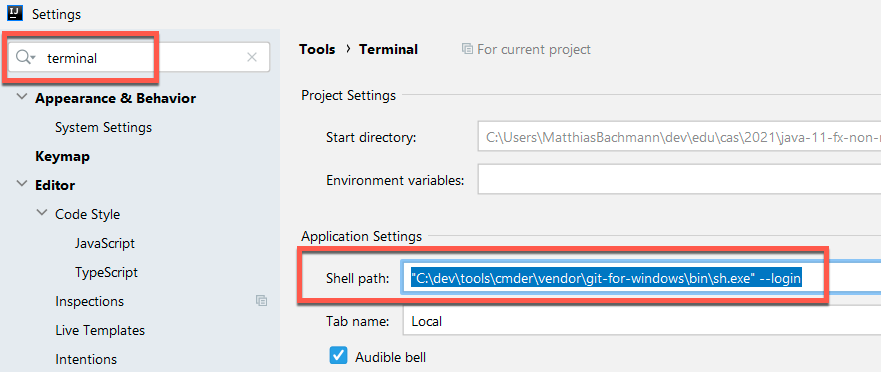 IJ
Settings
terminal
Appearance & Behavior
System Settings
Keymap
Editor
Code Style
JavaScript
TypeScript
Inspections
Live Templates
Intentions
Tools › Terminal For current project
Project Settings
Start directory: C:\Users\MatthiasBachmann\dev\edu\cas\2021\java-11-fx-non-
Environment variables:
Application Settings
Shell path: "C:\dev\tools\cmder\vendor\git-for-windows\bin\sh.exe" --login
Tab name: Local
Audible bell